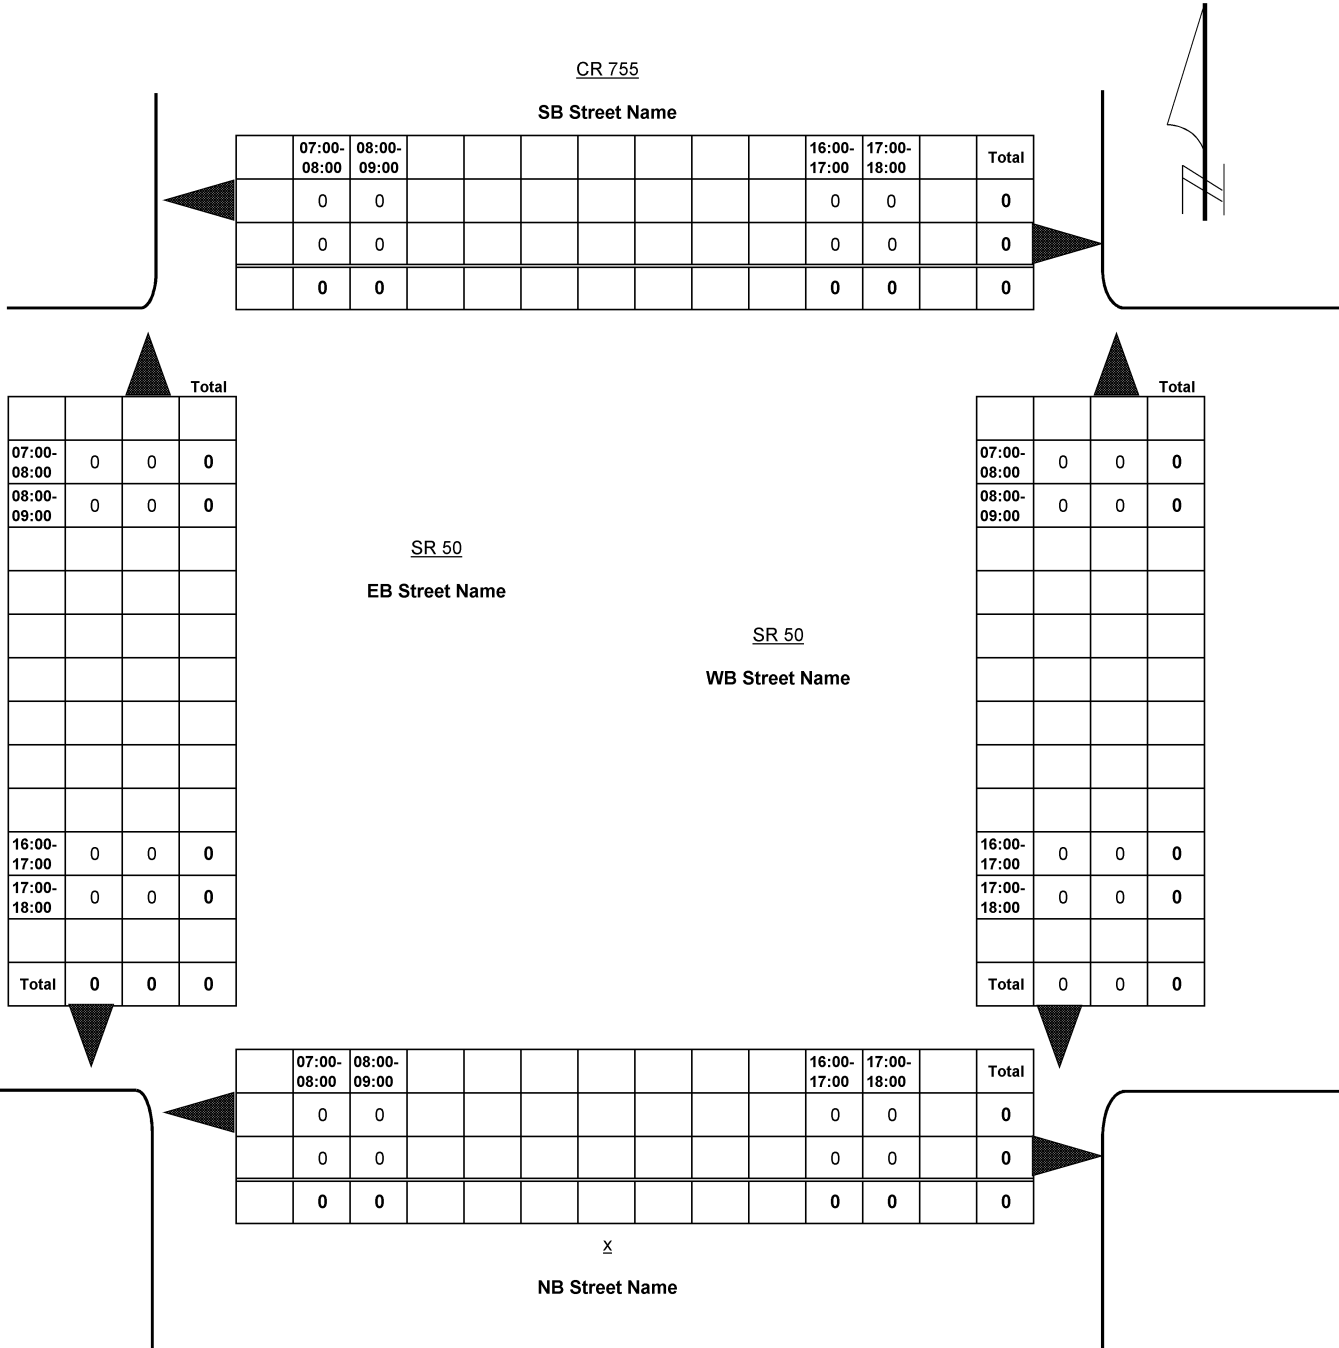 CR 755
SB Street Name
07:00- 08:00- 16:00- 17:00- Total
08:00 09:00 17:00 18:00
0 0 0 0 0
0 0 0 0 0
0 0 0 0 0
Total Total
07:00- 0 0 0 07:00- 0 0 0
08:00 08:00
08:00- 0 0 0 08:00- 0 0 0
09:00 09:00
SR 50
EB Street Name
SR 50
WB Street Name
16:00- 0 0 0 16:00- 0 0 0
17:00 17:00
17:00- 0 0 0 17:00- 0 0 0
18:00 18:00
Total 0 0 0 Total 0 0 0
07:00- 08:00- 16:00- 17:00- Total
08:00 09:00 17:00 18:00
0 0 0 0 0
0 0 0 0 0
0 0 0 0 0
x
NB Street Name